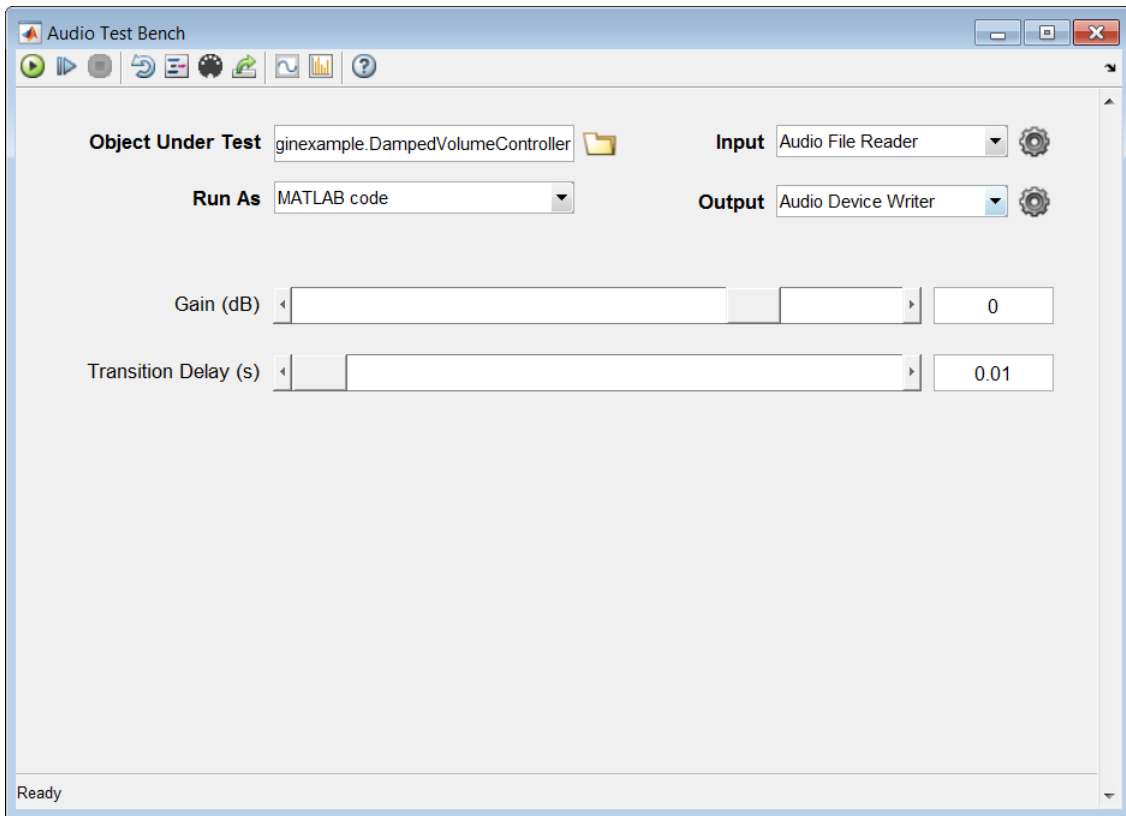 Audio Test Bench
Object Under Test ginexample.DampedVolumeController Input Audio File Reader
Run As MATLAB code Output Audio Device Writer
Gain (dB) 0
Transition Delay (s) 0.01
Ready